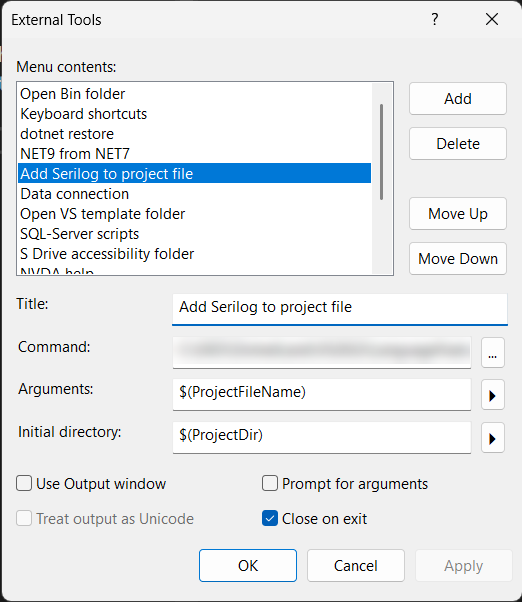 External Tools
?
Menu contents:
Open Bin folder
Keyboard shortcuts
dotnet restore
NET9 from NET7
Add Serilog to project file
Data connection
Open VS template folder
SQL-Server scripts
S Drive accessibility folder
NVDA help
Add
Delete
Move Up
Move Down
Title: Add Serilog to project file
Command: ...
Arguments: $(ProjectFileName)
Initial directory: $(ProjectDir)
Use Output window Prompt for arguments
Treat output as Unicode Close on exit
OK Cancel Apply